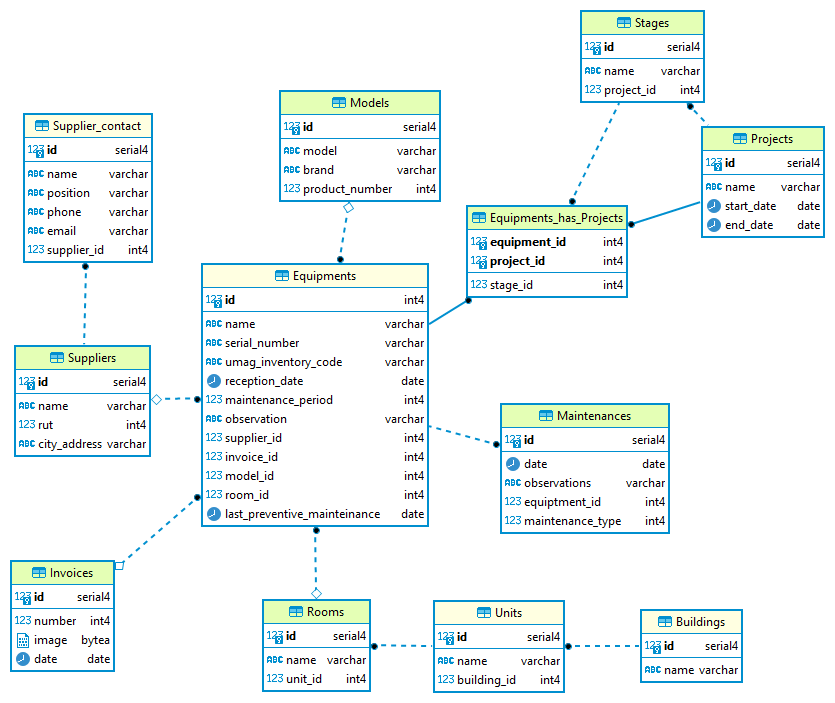 Stages
123 id serial4
ABC name varchar
123 project_id int4
Models
123 id serial4
ABC model varchar
ABC brand varchar
123 product_number int4
Supplier_contact
123 id serial4
ABC name varchar
ABC position varchar
ABC phone varchar
ABC email varchar
123 supplier_id int4
Projects
123 id serial4
ABC name varchar
start_date date
end_date date
Equipments_has_Projects
123 equipment_id int4
123 project_id int4
123 stage_id int4
Equipments
123 id int4
ABC name varchar
ABC serial_number varchar
ABC umag_inventory_code varchar
reception_date date
123 maintenance_period int4
ABC observation varchar
123 supplier_id int4
123 invoice_id int4
123 model_id int4
123 room_id int4
last_preventive_mainteinance date
Suppliers
123 id serial4
ABC name varchar
123 rut int4
ABC city_address varchar
Maintenances
123 id serial4
date date
ABC observations varchar
123 equiptment_id int4
123 maintenance_type int4
Invoices
123 id serial4
123 number int4
image bytea
date date
Rooms
123 id serial4
ABC name varchar
123 unit_id int4
Units
123 id serial4
ABC name varchar
123 building_id int4
Buildings
123 id serial4
ABC name varchar